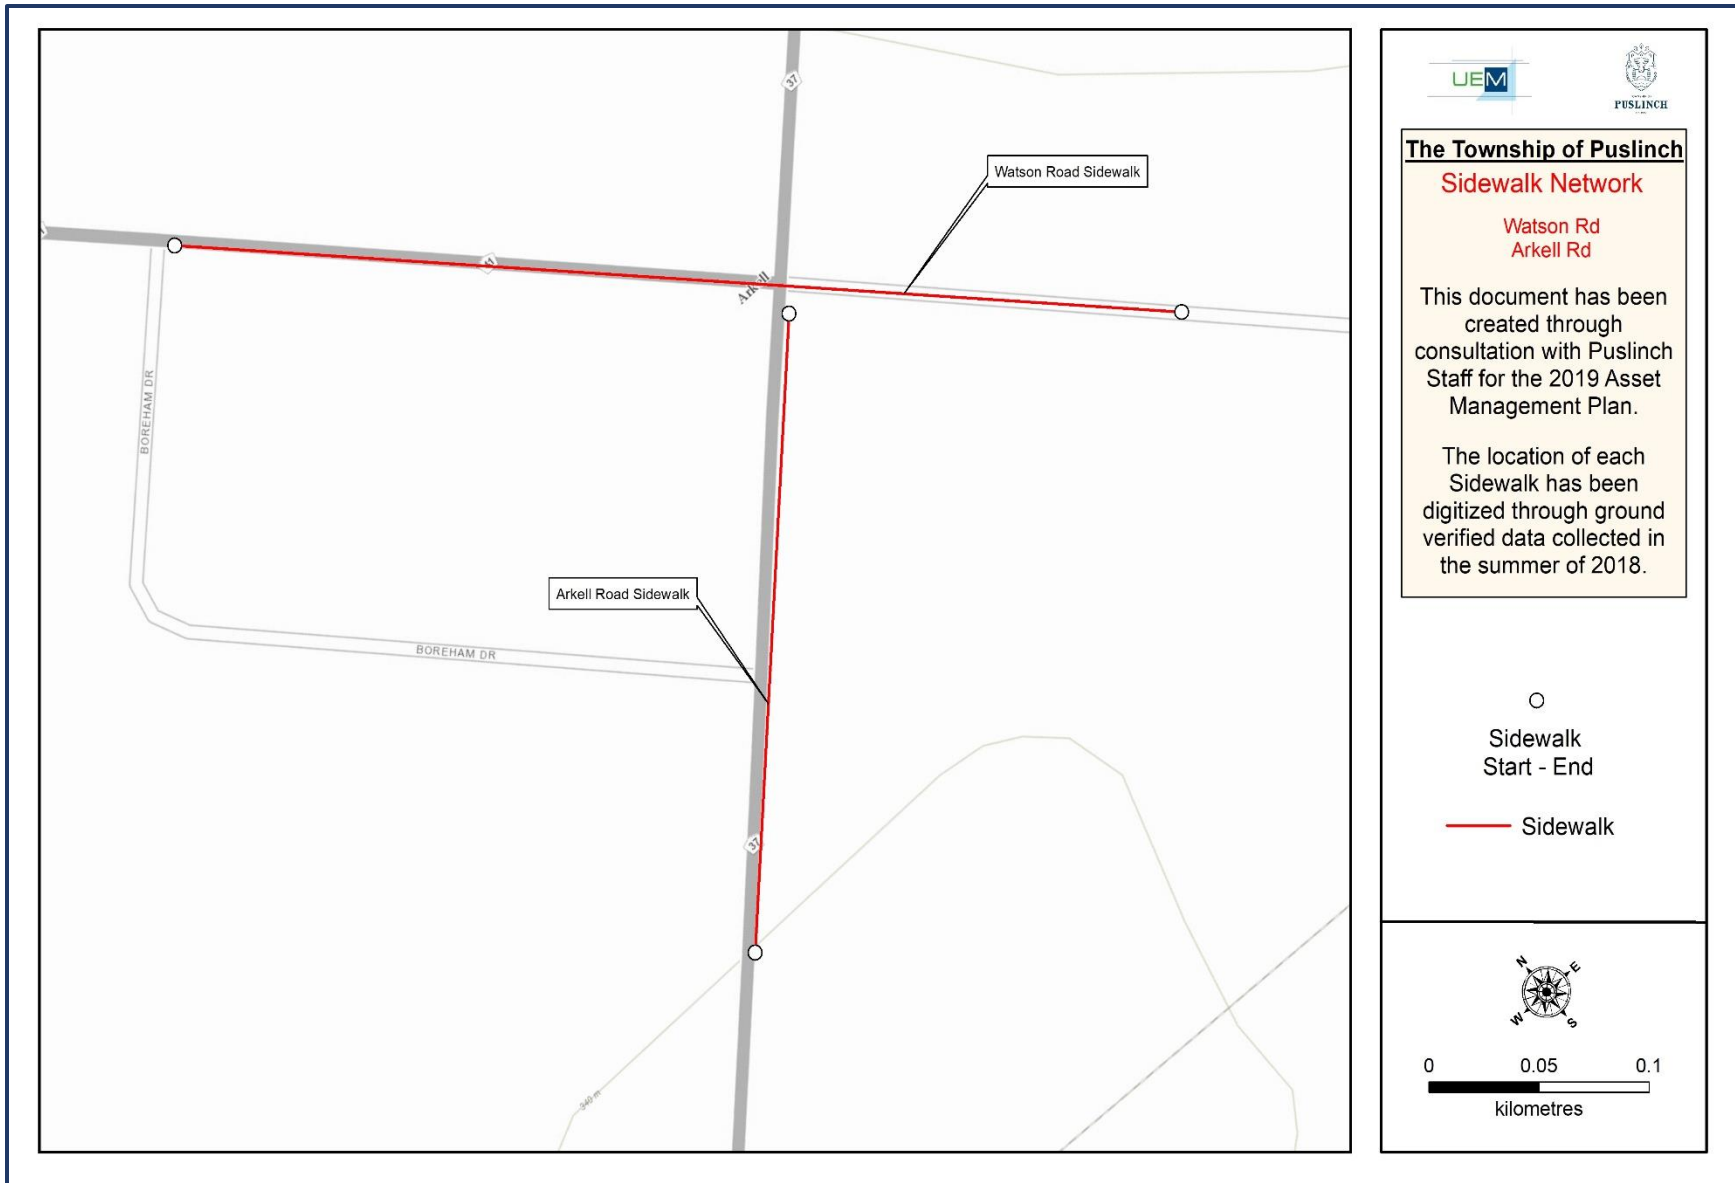 37
Watson Road Sidewalk
41
Arkell
BOREHAM DR
Arkell Road Sidewalk
BOREHAM DR
37
340 m
UEM
PUSLINCH
The Township of Puslinch
Sidewalk Network
Watson Rd
Arkell Rd
This document has been
created through
consultation with Puslinch
Staff for the 2019 Asset
Management Plan.
The location of each
Sidewalk has been
digitized through ground
verified data collected in
the summer of 2018.
Sidewalk
Start - End
Sidewalk
N
E
W
S
0 0.05 0.1
kilometres